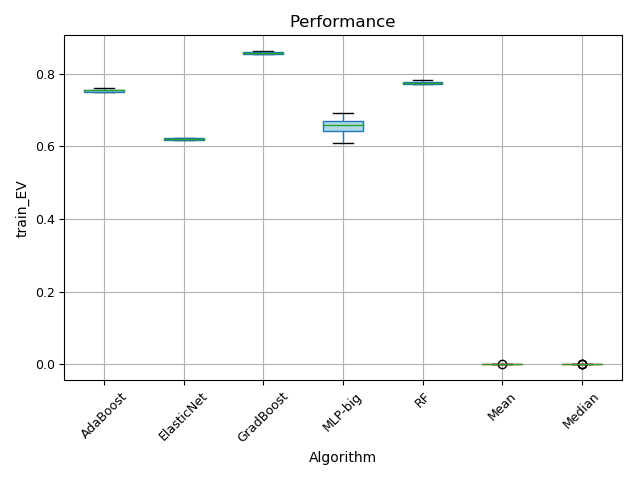 Performance
train_EV
0.8
0.6
0.4
0.2
0.0
AdaBoost
ElasticNet
GradBoost
MLP-big
RF
Mean
Median
Algorithm